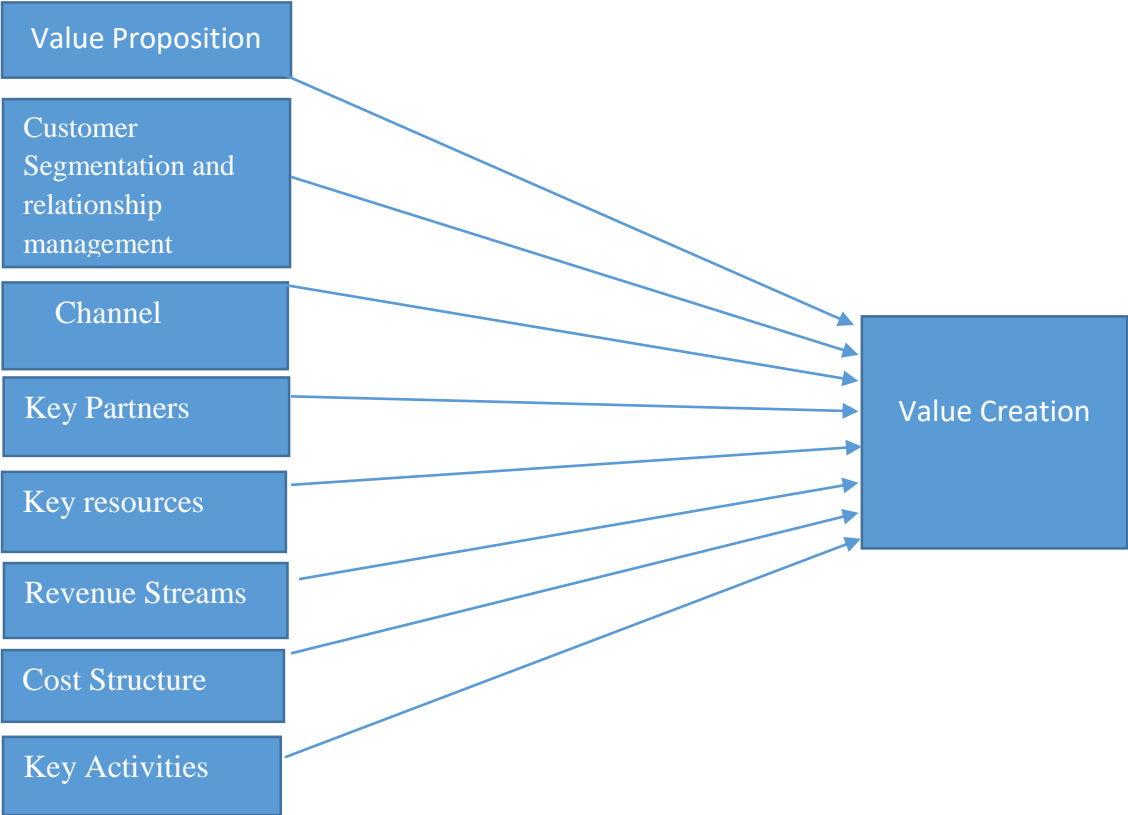 Value Proposition
Customer
Segmentation and
relationship
management
Channel
Key Partners
Value Creation
Key resources
Revenue Streams
Cost Structure
Key Activities